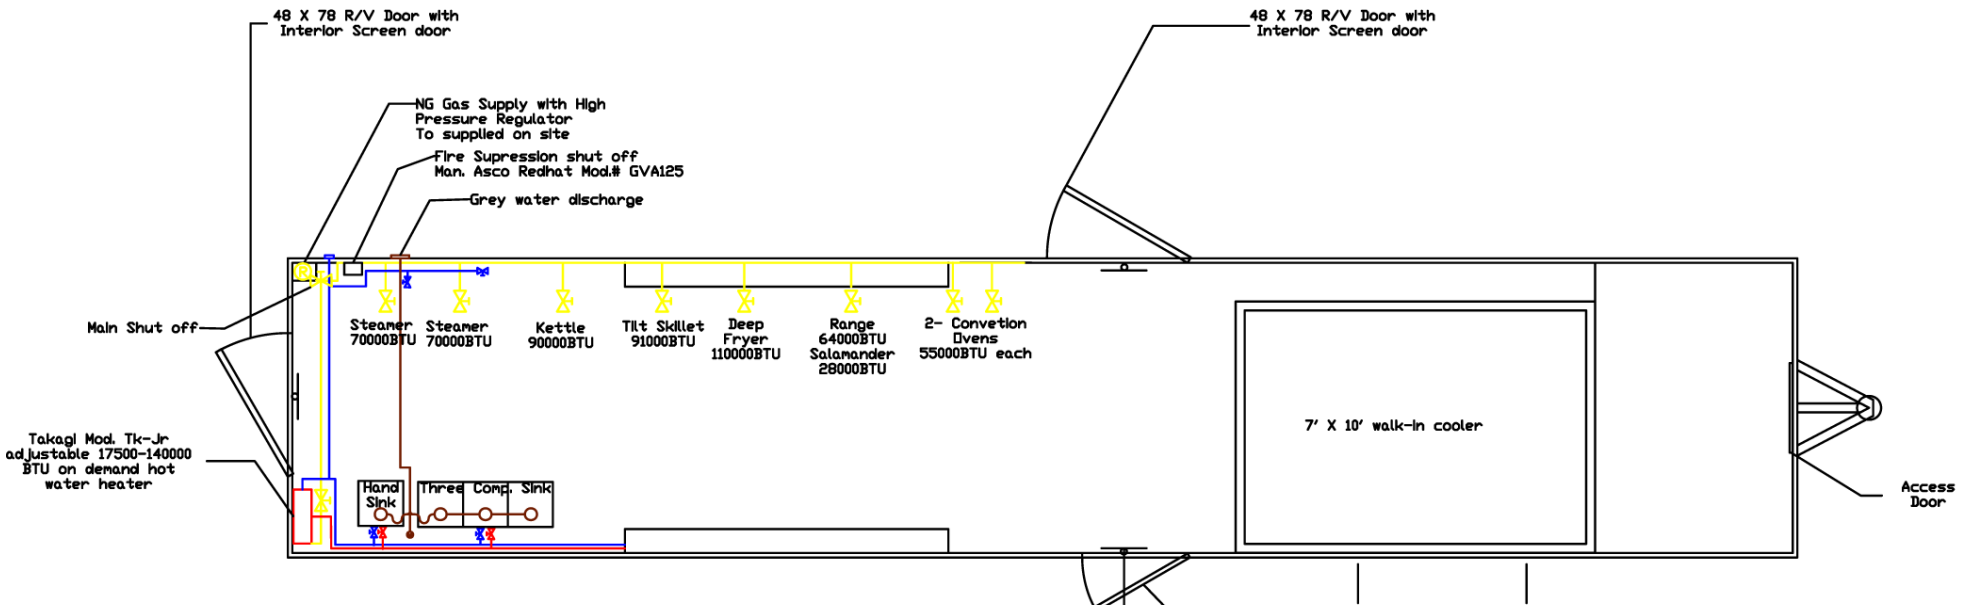 48 X 78 R/V Door with
Interior Screen door
48 X 78 R/V Door with
Interior Screen door
NG Gas Supply with High
Pressure Regulator
To supplied on site
Fire Supression shut off
Man. Asco Redhat Mod.# GVA125
Grey water discharge
R
Main Shut off
Steamer
70000BTU
Steamer
70000BTU
Kettle
90000BTU
Tilt Skillet
91000BTU
Deep
Fryer
110000BTU
Range
64000BTU
Salamander
28000BTU
2- Convetion
Ovens
55000BTU each
7' X 10' walk-in cooler
Takagi Mod. Tk-Jr
adjustable 17500-140000
BTU on demand hot
water heater
Hand
Sink
Three Comp. Sink
Access
Door